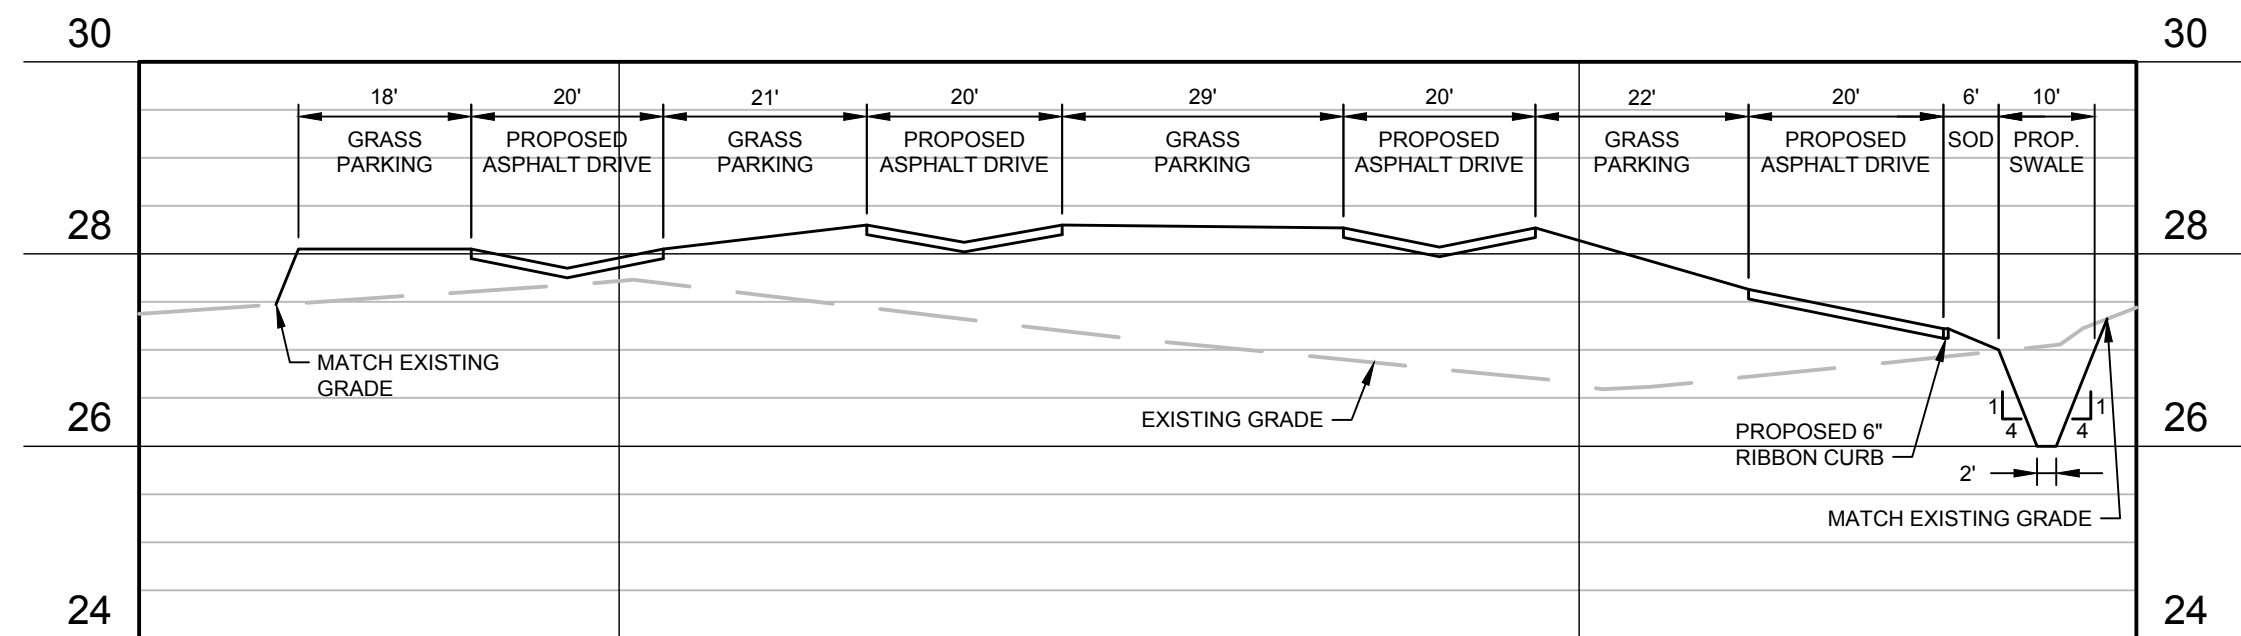 30
30
18'
20'
21'
20'
29'
20'
22'
20'
6'
10'
GRASS
PARKING
PROPOSED
ASPHALT DRIVE
GRASS
PARKING
PROPOSED
ASPHALT DRIVE
GRASS
PARKING
PROPOSED
ASPHALT DRIVE
GRASS
PARKING
PROPOSED
ASPHALT DRIVE
SOD
PROP.
SWALE
28
28
MATCH EXISTING
GRADE
EXISTING GRADE
PROPOSED 6"
RIBBON CURB
1
4
1
4
26
26
2'
MATCH EXISTING GRADE
24
24